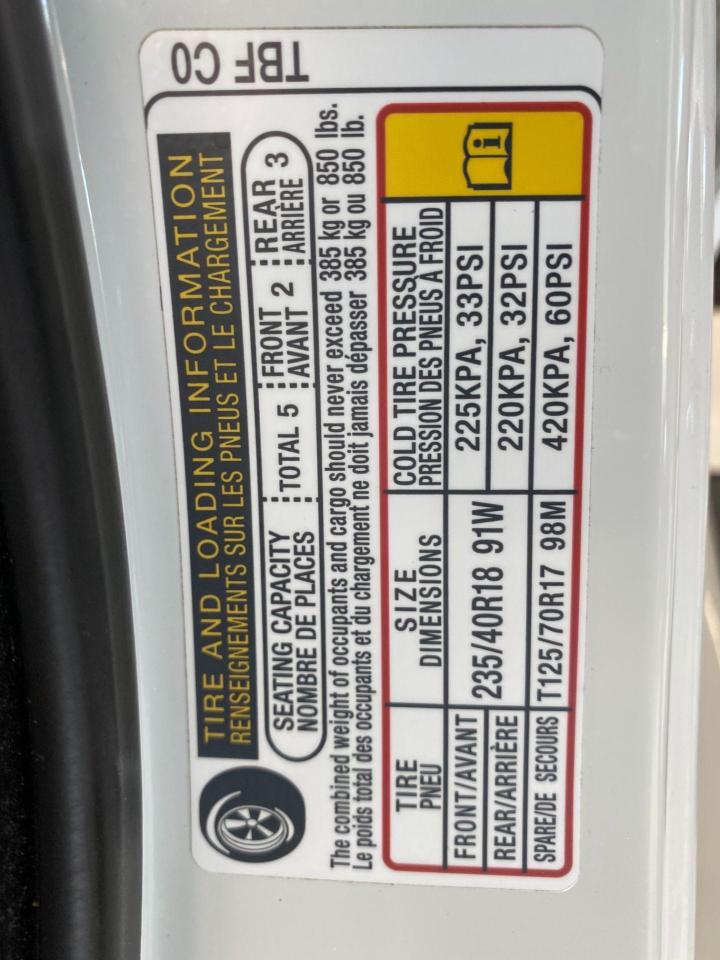 TBF C0
TIRE AND LOADING INFORMATION
RENSEIGNEMENTS SUR LES PNEUS ET LE CHARGEMENT
SEATING CAPACITY TOTAL 5 FRONT 2 REAR 3
NOMBRE DE PLACES AVANT ARRIÈRE
The combined weight of occupants and cargo should never exceed 385 kg or 850 lbs.
Le poids total des occupants et du chargement ne doit jamais dépasser 385 kg ou 850 lb.
TIRE SIZE COLD TIRE PRESSURE
PNEU DIMENSIONS PRESSION DES PNEUS À FROID
FRONT/AVANT 235/40R18 91W 225KPA, 33PSI
REAR/ARRIÈRE 220KPA, 32PSI
SPARE/DE SECOURS T125/70R17 98M 420KPA, 60PSI
i